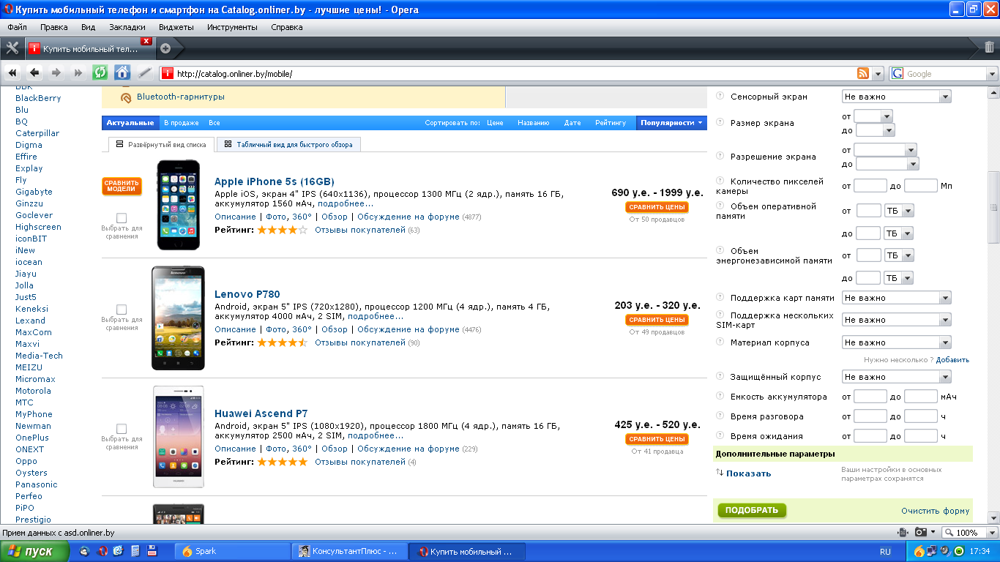 Купить мобильный телефон и смартфон на Catalog.onliner.by - лучшие цены! - Opera
Файл Правка Вид Закладки Виджеты Инструменты Справка
Купить мобильный тел...
http://catalog.onliner.by/mobile/
Google
BBK
BlackBerry
Blu
BQ
Caterpillar
Digma
Effire
Explay
Fly
Gigabyte
Ginzzu
Goclever
Highscreen
iconBIT
iNew
iocean
Jiayu
Jolla
Just5
Keneksi
Lexand
MaxCom
Maxvi
Media-Tech
MEIZU
Micromax
Motorola
МТС
MyPhone
Newman
OnePlus
ONEXT
Oppo
Oysters
Panasonic
Perfeo
PiPO
Prestigio
Bluetooth-гарнитуры
Актуальные В продаже Все Сортировать по: Цене Названию Дате Рейтингу Популярности
Развёрнутый вид списка Табличный вид для быстрого обзора
СРАВНИТЬ
МОДЕЛИ
Выбрать для
сравнения
Apple iPhone 5s (16GB)
Apple iOS, экран 4" IPS (640x1136), процессор 1300 МГц (2 ядр.), память 16 ГБ,
аккумулятор 1560 мАч, подробнее...
Описание | Фото, 360° | Обзор | Обсуждение на форуме (4877)
Рейтинг: Отзывы покупателей (63)
690 у.е. - 1999 у.е.
СРАВНИТЬ ЦЕНЫ
От 50 продавцов
Выбрать для
сравнения
Lenovo P780
Android, экран 5" IPS (720x1280), процессор 1200 МГц (4 ядр.), память 4 ГБ,
аккумулятор 4000 мАч, 2 SIM, подробнее...
Описание | Фото, 360° | Обзор | Обсуждение на форуме (4476)
Рейтинг: Отзывы покупателей (90)
203 у.е. - 320 у.е.
СРАВНИТЬ ЦЕНЫ
От 49 продавцов
Выбрать для
сравнения
Huawei Ascend P7
Android, экран 5" IPS (1080x1920), процессор 1800 МГц (4 ядр.), память 16 ГБ,
аккумулятор 2500 мАч, 2 SIM, подробнее...
Описание | Фото, 360° | Обзор | Обсуждение на форуме (229)
Рейтинг: Отзывы покупателей (4)
425 у.е. - 520 у.е.
СРАВНИТЬ ЦЕНЫ
От 41 продавца
? Сенсорный экран Не важно
? Размер экрана от
до
? Разрешение экрана от
до
? Количество пикселей
камеры от до Мп
? Объем оперативной
памяти от ТБ
до ТБ
? Объем
энергонезависимой памяти от ТБ
до ТБ
? Поддержка карт памяти Не важно
? Поддержка нескольких
SIM-карт Не важно
? Материал корпуса Не важно
Нужно несколько ? Добавить
? Защищённый корпус Не важно
? Емкость аккумулятора от до мАч
? Время разговора от до ч
? Время ожидания от до ч
Дополнительные параметры
Показать
Ваши настройки в основных
параметрах сохранятся
ПОДОБРАТЬ Очистить форму
Прием данных с asd.onliner.by
100%
пуск Spark КонсультантПлюс - ... Купить мобильный ... RU 17:34